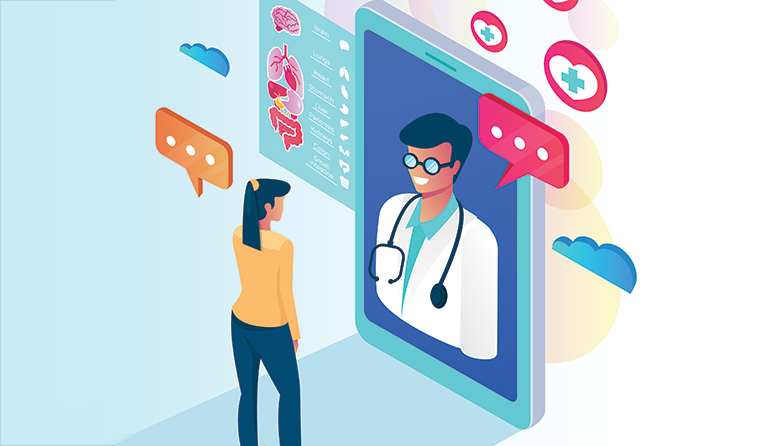 Brain
Lungs
Heart
Stomach
Liver
Pancreas
Kidneys
Colon
Small
Intestine